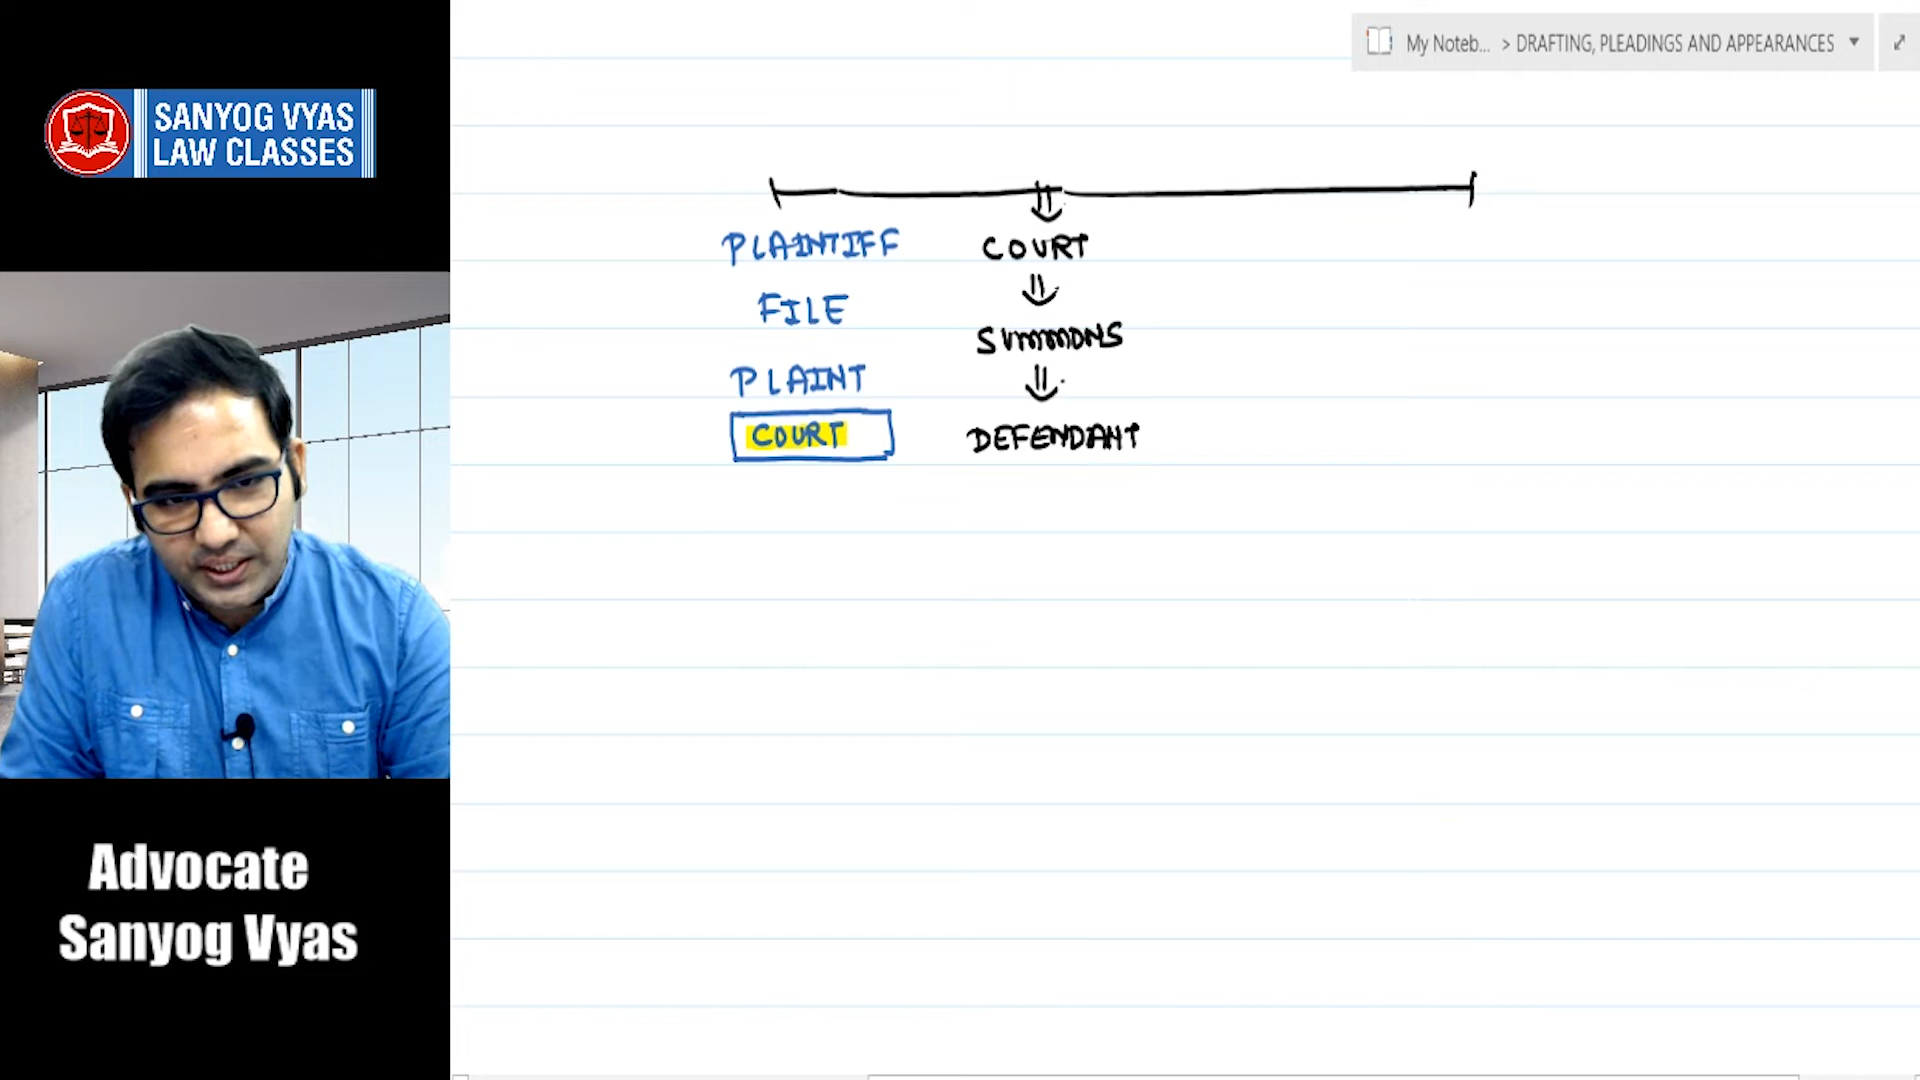 SANYOG VYAS
LAW CLASSES
Advocate
Sanyog Vyas
My Noteb... > DRAFTING, PLEADINGS AND APPEARANCES
PLAINTIFF
FILE
PLAINT
COURT
COURT
SUMMONS
DEFENDANT